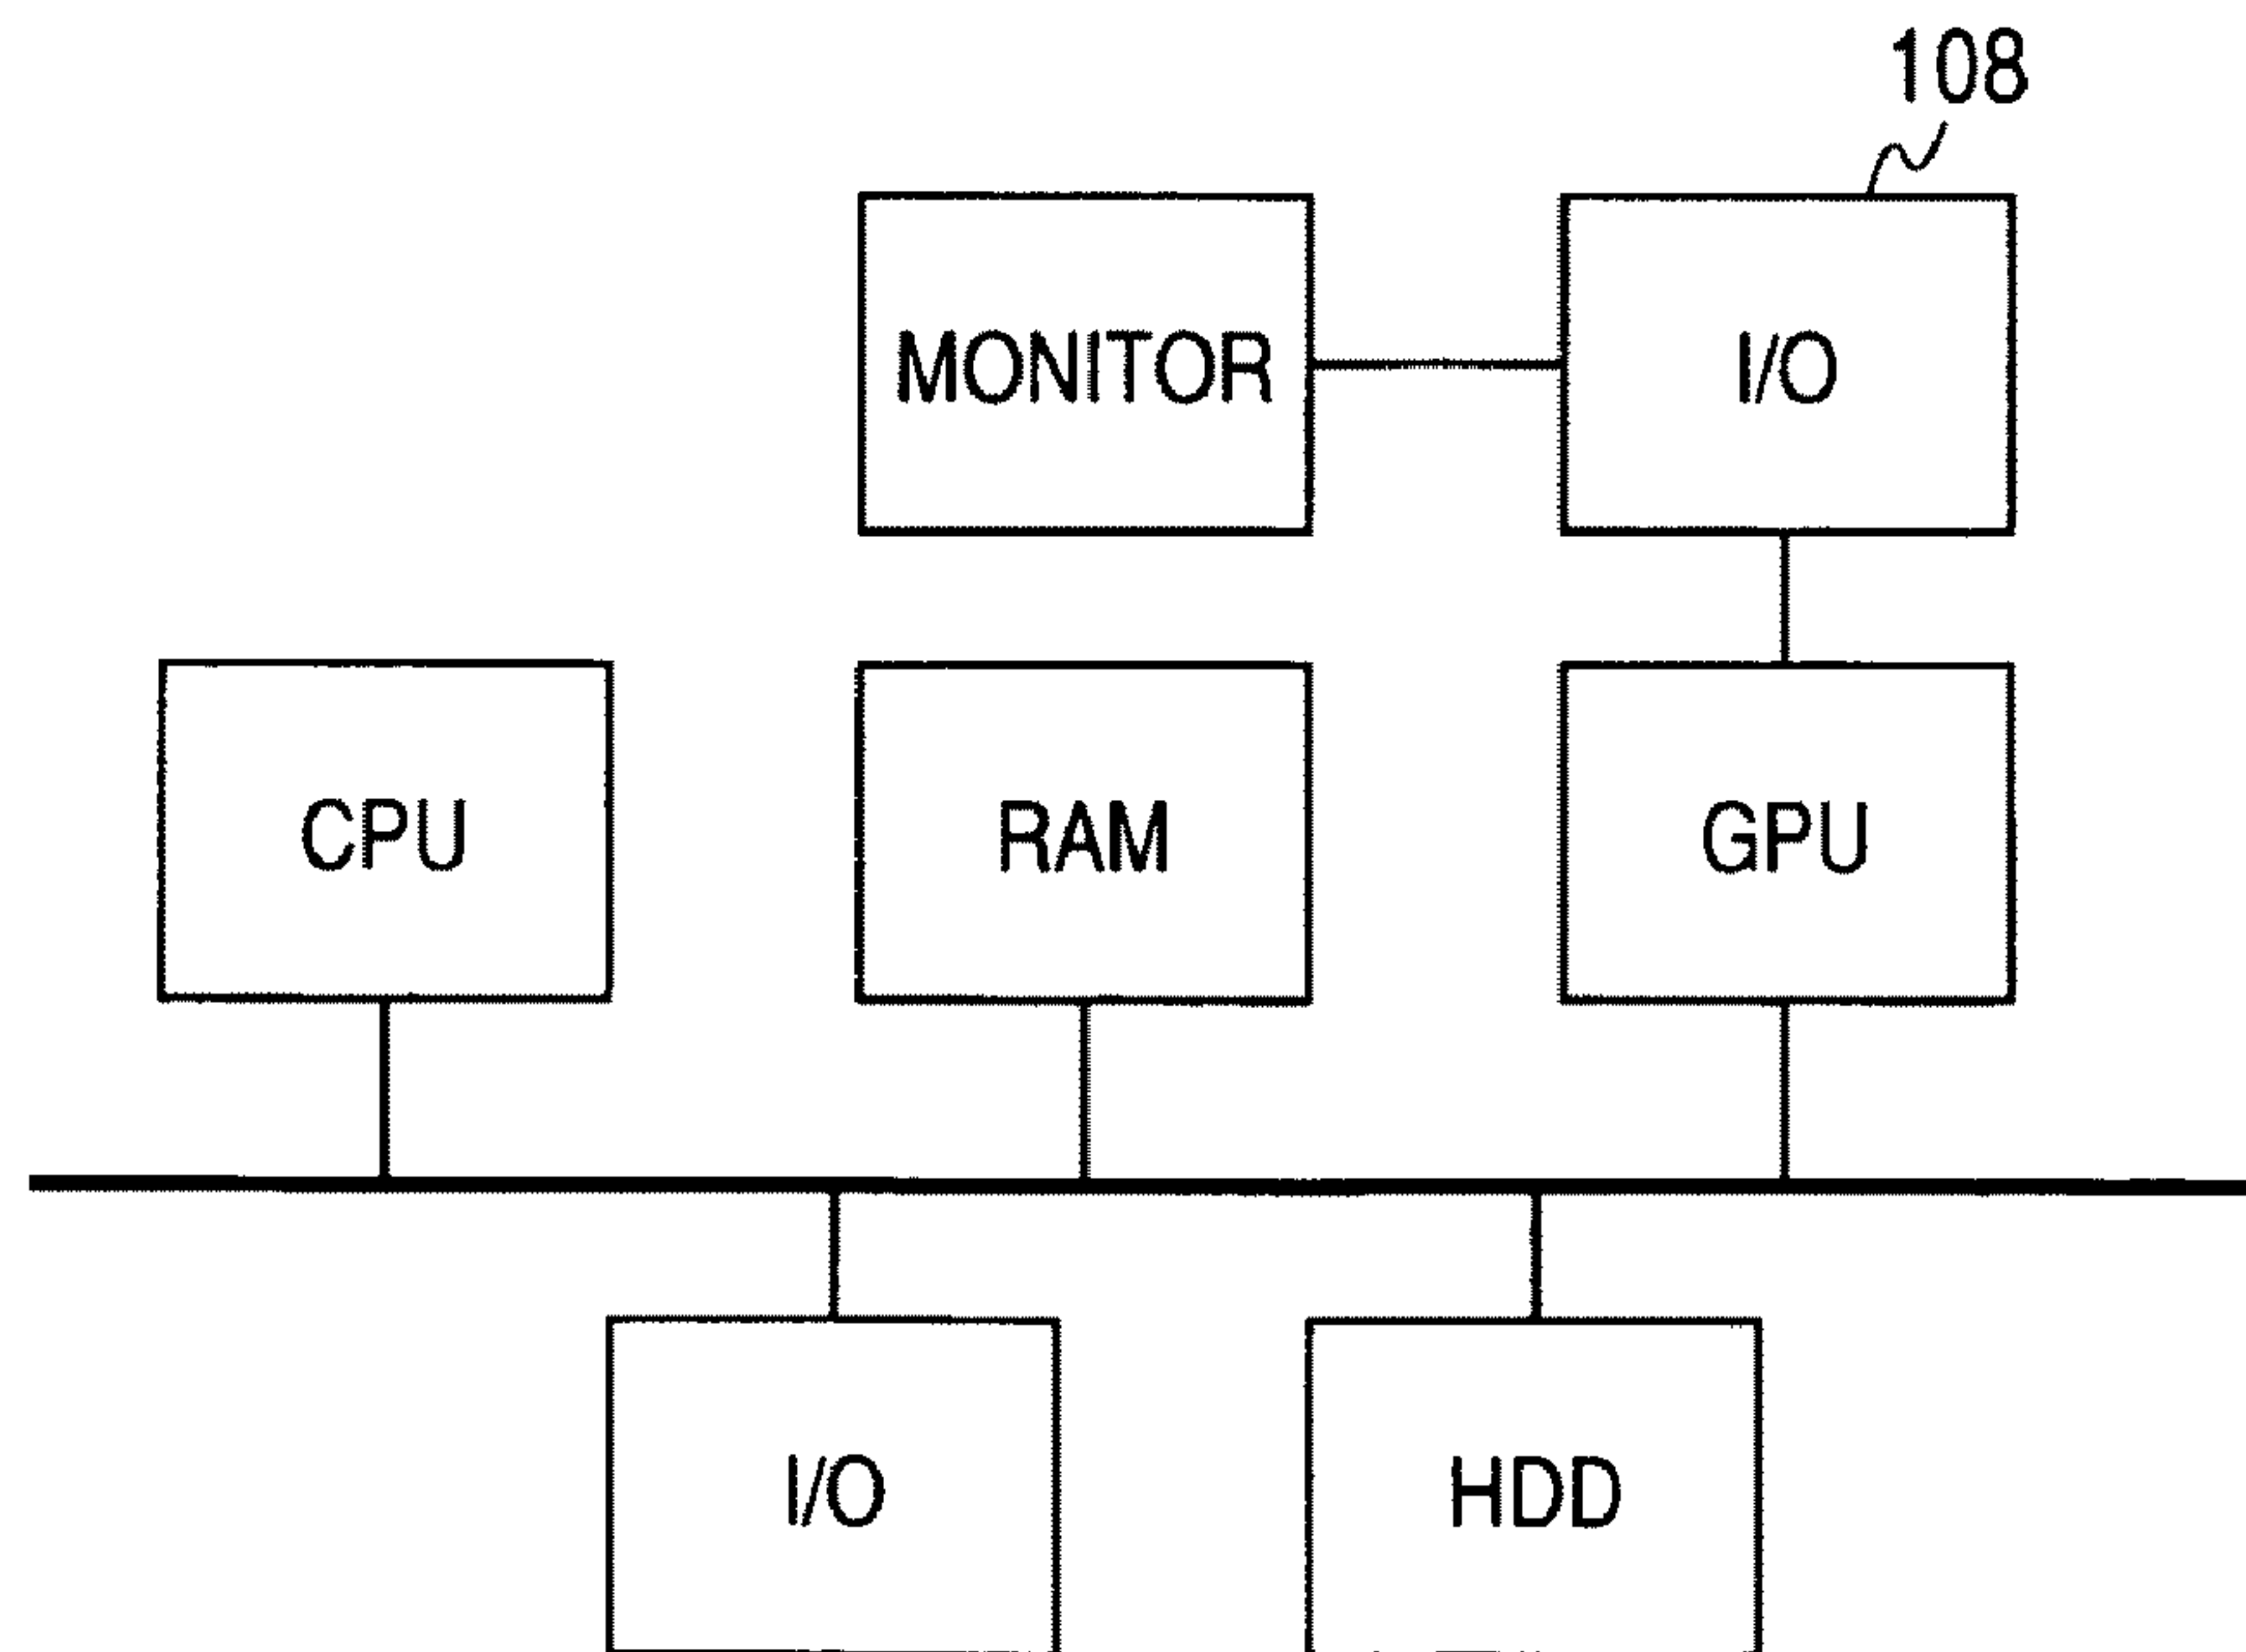 108
MONITOR
I/O
CPU
RAM
GPU
I/O
HDD